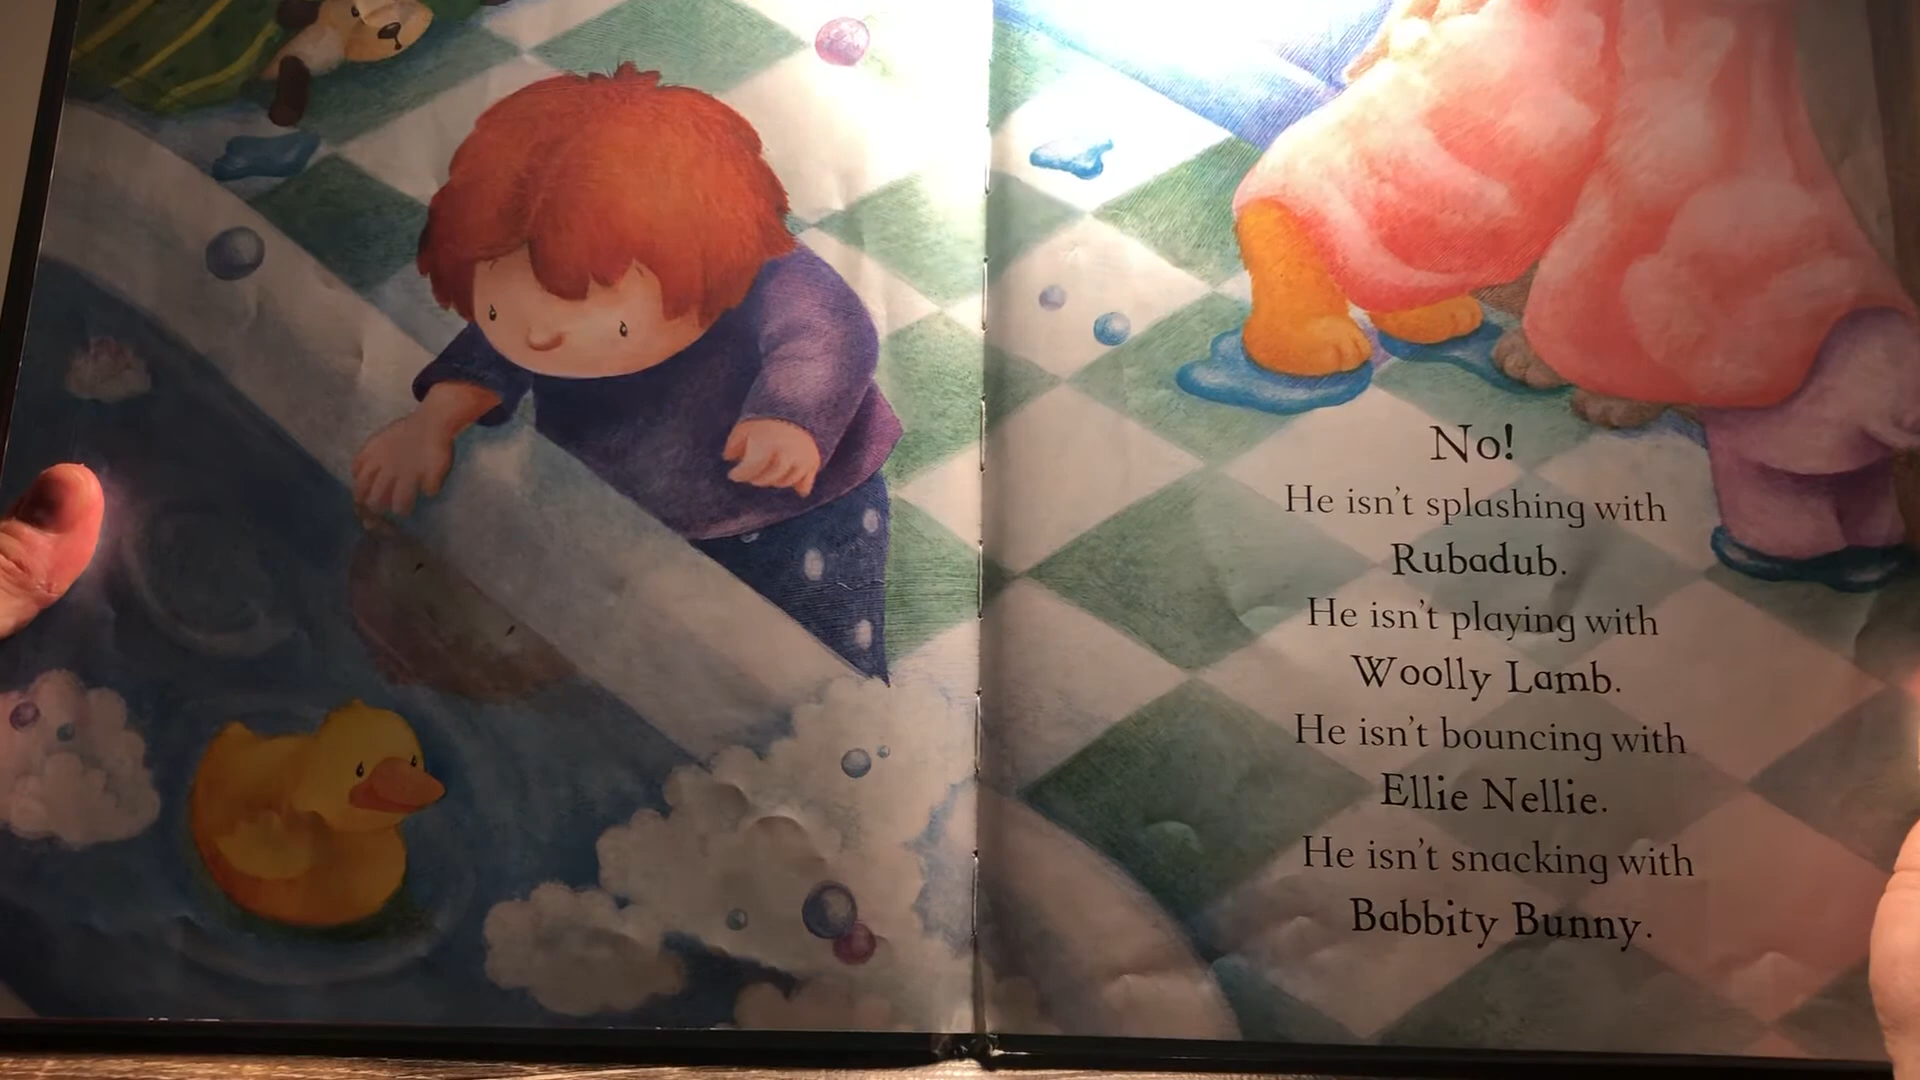 No!
He isn't splashing with
Rubadub.
He isn't playing with
Woolly Lamb.
He isn't bouncing with
Ellie Nellie.
He isn't snacking with
Babbity Bunny.